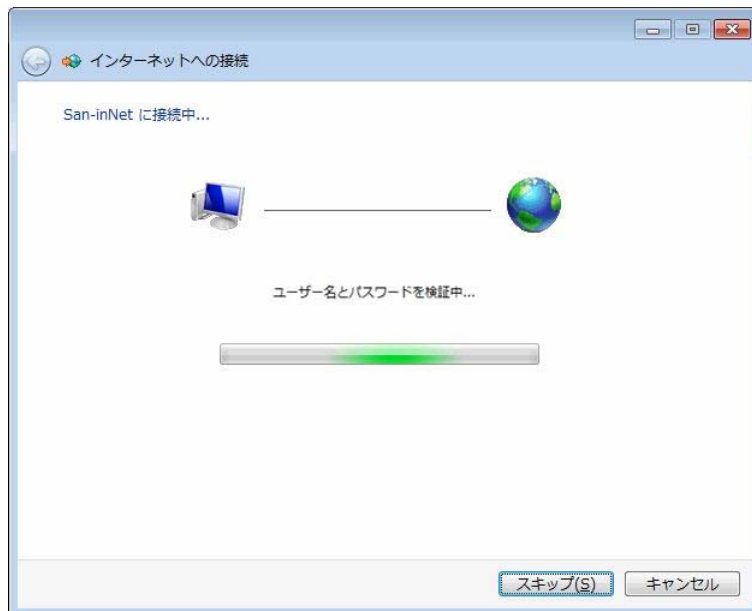 インターネットへの接続
San-inNet に接続中...
ユーザー名とパスワードを検証中...
スキップ(S)
キャンセル